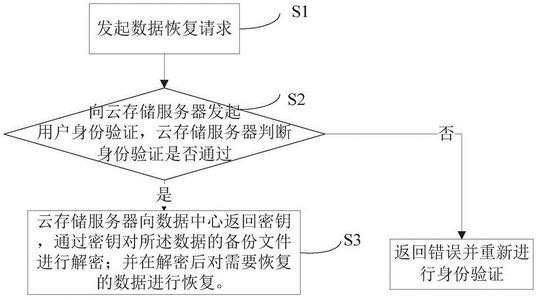 发起数据恢复请求
S1
向云存储服务器发起
用户身份验证，云存储服务器判断
身份验证是否通过
S2
否
是
云存储服务器向数据中心返回密钥
，通过密钥对所述数据的备份文件
进行解密；并在解密后对需要恢复
的数据进行恢复。
S3
返回错误并重新进
行身份验证